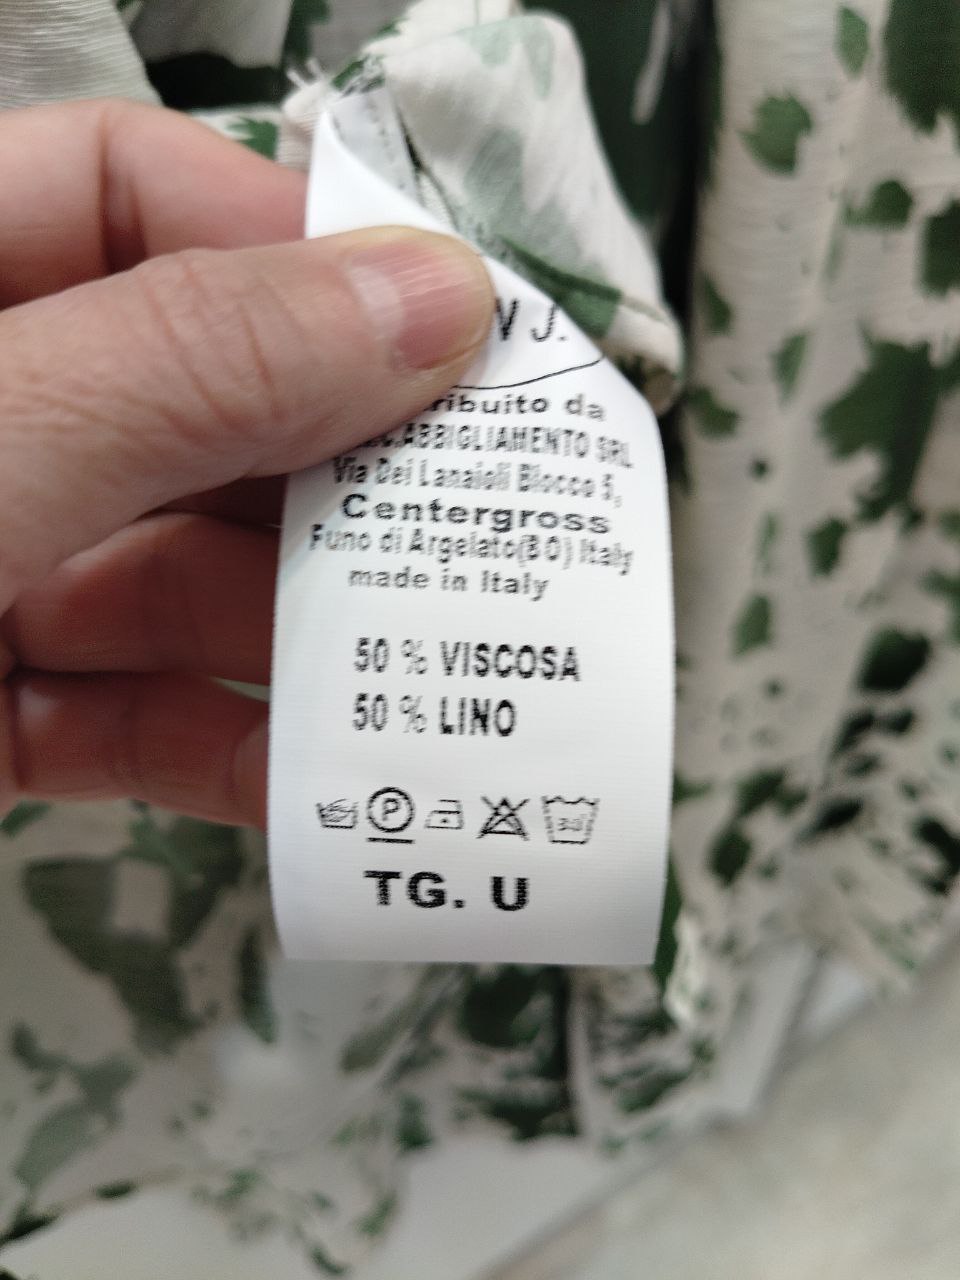 J.
da
ABBIGLIAMENTO SRL
Via Dei Lanaioli Blocco 5,
Centergross
Funo di Argelato(BO) Italy
made in Italy
50 % VISCOSA
50 % LINO
P
30
TG. U